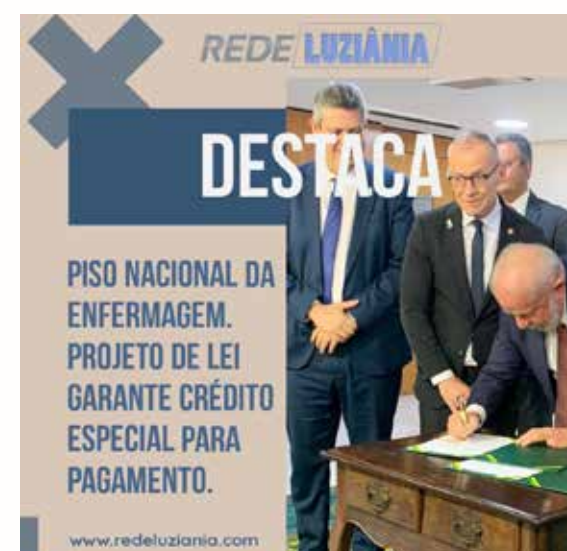 REDE LUZIÂNIA
DESTACA
PISO NACIONAL DA
ENFERMAGEM.
PROJETO DE LEI
GARANTE CRÉDITO
ESPECIAL PARA
PAGAMENTO.
www.redeluziania.com